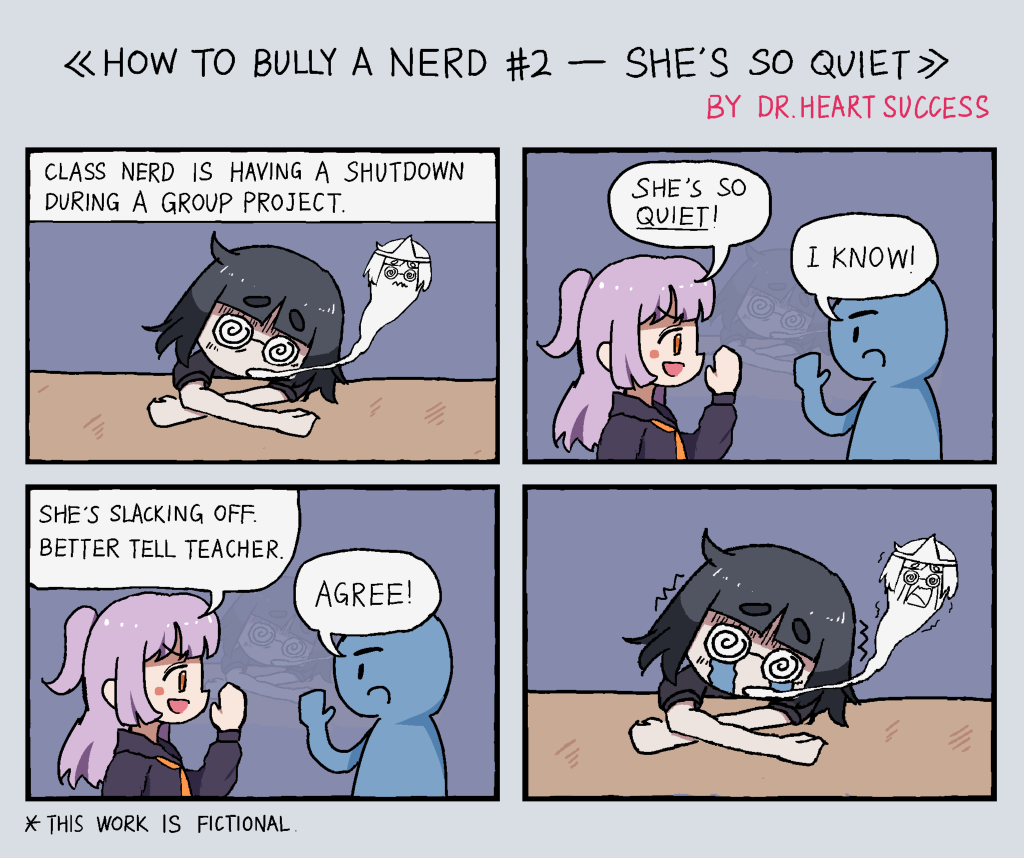 ≪HOW TO BULLY A NERD #2 — SHE'S SO QUIET≫
BY DR.HEART SUCCESS
CLASS NERD IS HAVING A SHUTDOWN
DURING A GROUP PROJECT.
SHE'S SO
QUIET!
I KNOW!
SHE'S SLACKING OFF.
BETTER TELL TEACHER.
AGREE!
* THIS WORK IS FICTIONAL.